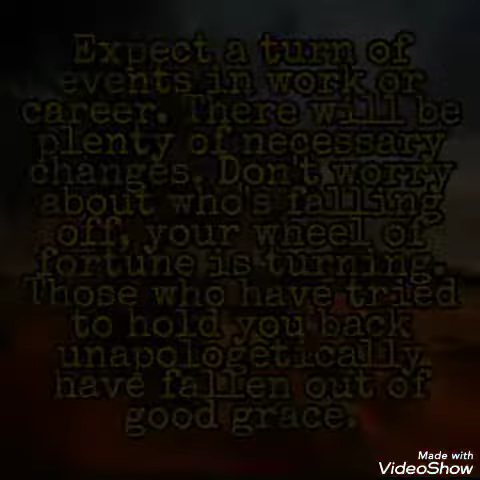 Expect a turn of
events in work or
career. There will be
plenty of necessary
changes. Don't worry
about who's falling
off, your wheel of
fortune is turning.
Those who have tried
to hold you back
unapologetically
have fallen out of
good grace.
Made with
VideoShow